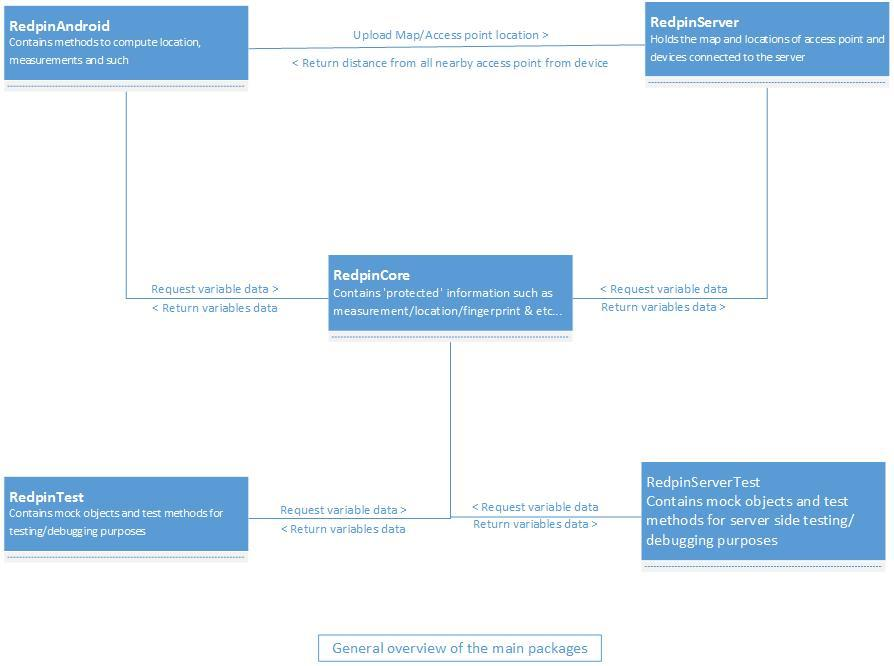 RedpinAndroid
Contains methods to compute location,
measurements and such
Upload Map/Access point location >
< Return distance from all nearby access point from device
RedpinServer
Holds the map and locations of access point and
devices connected to the server
Request variable data >
< Return variables data
RedpinCore
Contains 'protected' information such as
measurement/location/fingerprint & etc...
< Request variable data
Return variables data >
RedpinTest
Contains mock objects and test methods for
testing/debugging purposes
Request variable data >
< Return variables data
< Request variable data
Return variables data >
RedpinServerTest
Contains mock objects and test
methods for server side testing/
debugging purposes
General overview of the main packages